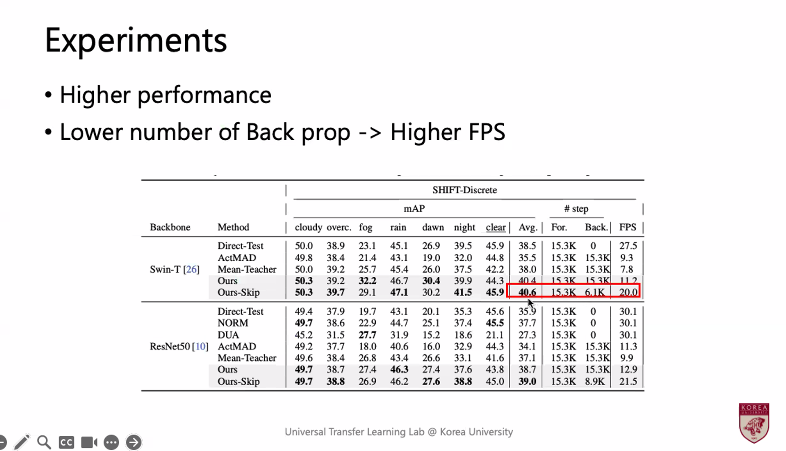 Experiments
• Higher performance
• Lower number of Back prop -> Higher FPS
SHIFT-Discrete
mAP # step
Backbone Method cloudy overc. fog rain dawn night clear Avg. For. Back. FPS
Direct-Test 50.0 38.9 23.1 45.1 26.9 39.5 45.9 38.5 15.3K 0 27.5
ActMAD 49.8 38.4 21.4 43.1 19.0 32.0 44.8 35.5 15.3K 15.3K 9.3
Swin-T [26] Mean-Teacher 50.0 39.2 25.7 45.4 26.0 37.5 42.2 38.0 15.3K 15.3K 7.8
Ours 50.3 39.2 32.2 46.7 30.4 39.9 44.3 40.4 15.3K 15.3K 11.2
Ours-Skip 50.3 39.7 29.1 47.1 30.2 41.5 45.9 40.6 15.3K 6.1K 20.0
Direct-Test 49.4 37.9 19.7 43.1 20.1 35.3 45.6 35.9 15.3K 0 30.1
NORM 49.7 38.6 22.9 44.7 25.1 37.4 45.5 37.7 15.3K 0 30.1
DUA 45.2 31.5 27.7 31.9 15.2 18.6 21.1 27.3 15.3K 0 30.1
ResNet50 [10] ActMAD 49.2 37.7 18.0 40.6 16.0 32.9 44.3 34.1 15.3K 15.3K 11.3
Mean-Teacher 49.6 38.4 26.8 43.4 26.6 33.1 41.6 37.1 15.3K 15.3K 9.9
Ours 49.7 38.7 27.4 46.3 27.4 37.6 43.8 38.7 15.3K 15.3K 12.9
Ours-Skip 49.7 38.8 26.9 46.2 27.6 38.8 45.0 39.0 15.3K 8.9K 21.5
Universal Transfer Learning Lab @ Korea University
KOREA
CC